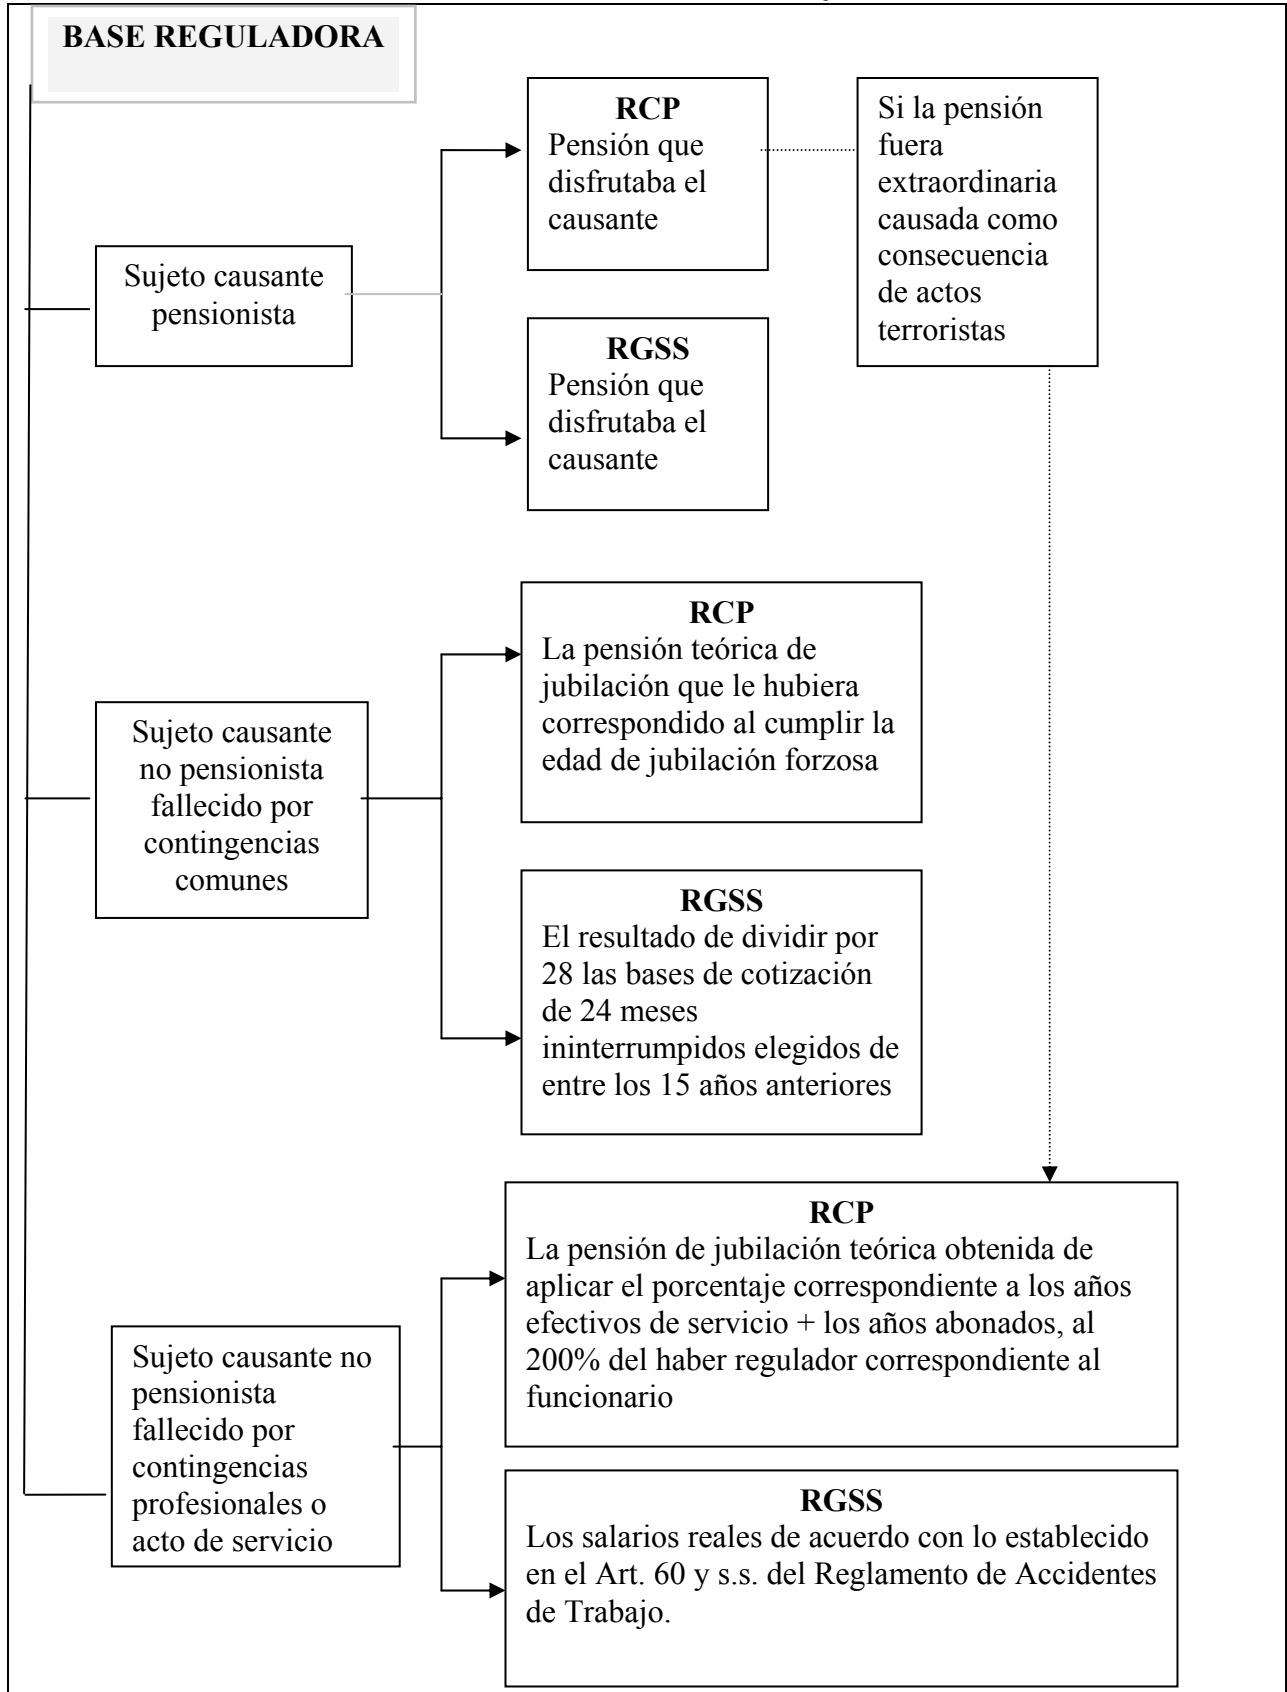 BASE REGULADORA
RCP
Pensión que
disfrutaba el
causante
Si la pensión
fuera
extraordinaria
causada como
consecuencia
de actos
terroristas
Sujeto causante
pensionista
RGSS
Pensión que
disfrutaba el
causante
RCP
La pensión teórica de
jubilación que le hubiera
correspondido al cumplir la
edad de jubilación forzosa
Sujeto causante
no pensionista
fallecido por
contingencias
comunes
RGSS
El resultado de dividir por
28 las bases de cotización
de 24 meses
ininterrumpidos elegidos de
entre los 15 años anteriores
RCP
La pensión de jubilación teórica obtenida de
aplicar el porcentaje correspondiente a los años
efectivos de servicio + los años abonados, al
200% del haber regulador correspondiente al
funcionario
Sujeto causante no
pensionista
fallecido por
contingencias
profesionales o
acto de servicio
RGSS
Los salarios reales de acuerdo con lo establecido
en el Art. 60 y s.s. del Reglamento de Accidentes
de Trabajo.